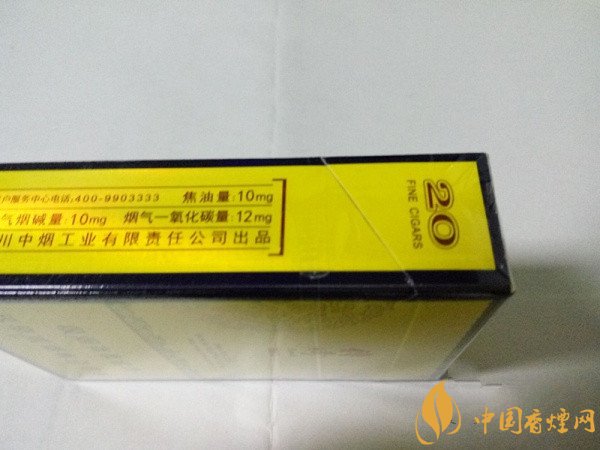 户服务中心电话:400-9903333 焦油量:10mg
气烟碱量:10mg 烟气一氧化碳量:12mg
川中烟工业有限责任公司出品
20
FINE CIGARS
中国香烟网